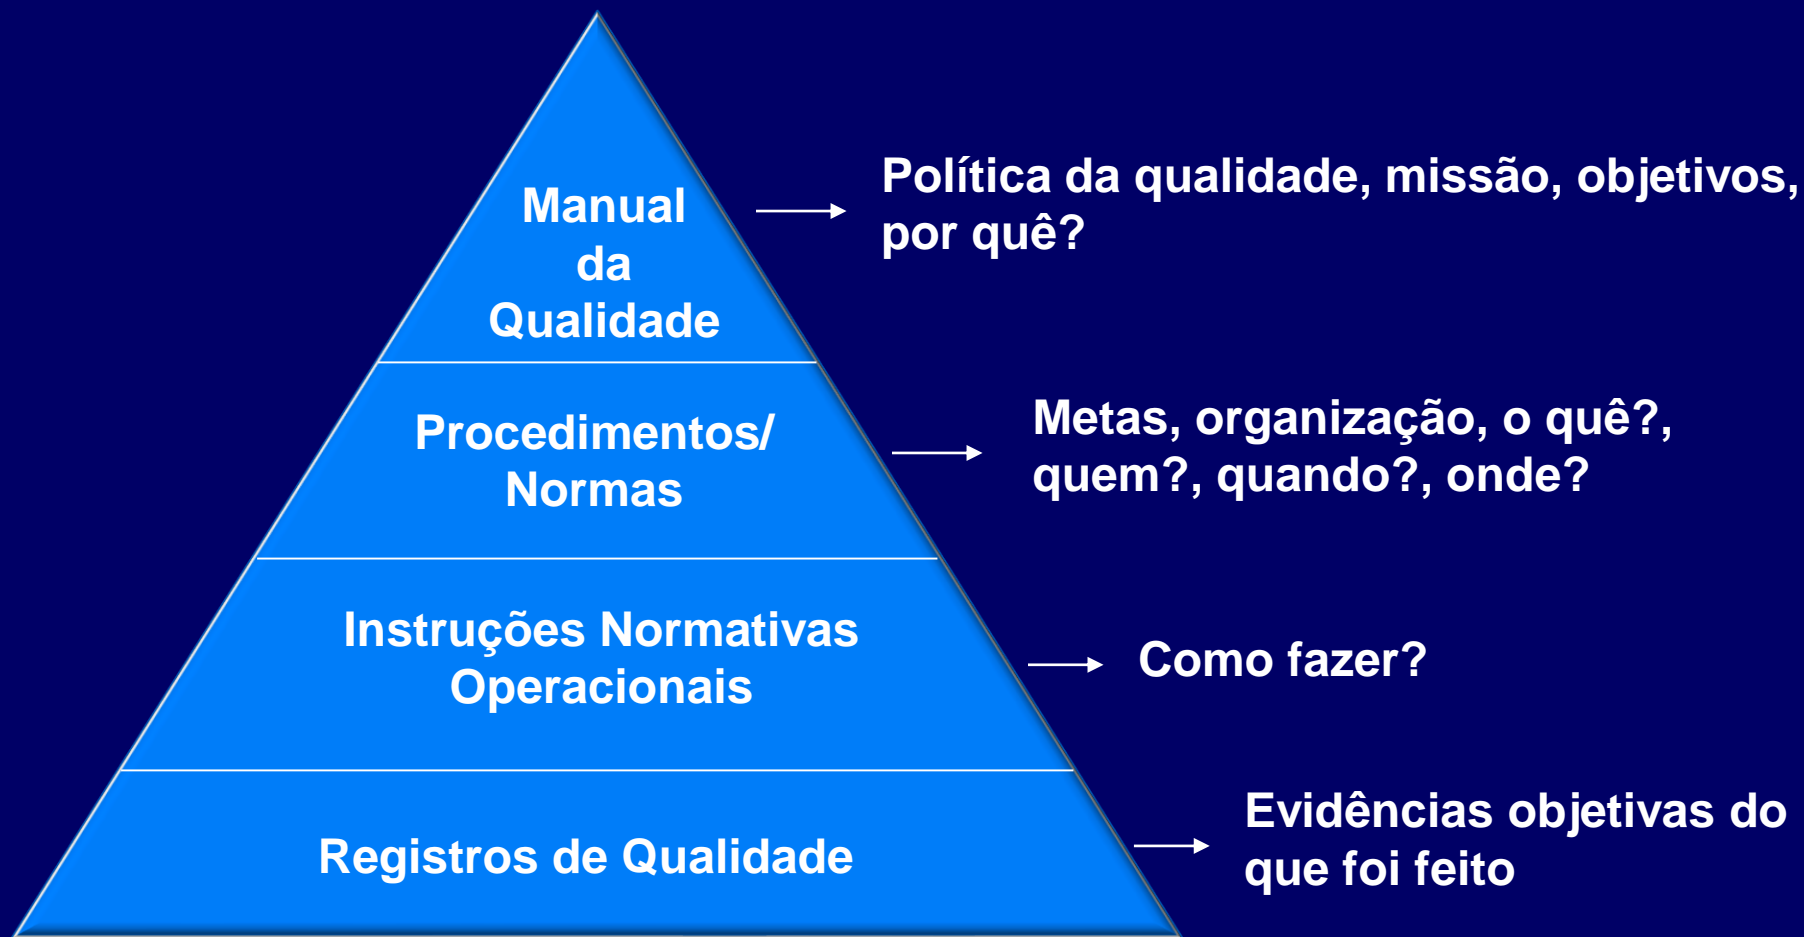 Manual
da
Qualidade
Política da qualidade, missão, objetivos,
por quê?
Procedimentos/
Normas
Metas, organização, o quê?,
quem?, quando?, onde?
Instruções Normativas
Operacionais
Como fazer?
Registros de Qualidade
Evidências objetivas do
que foi feito